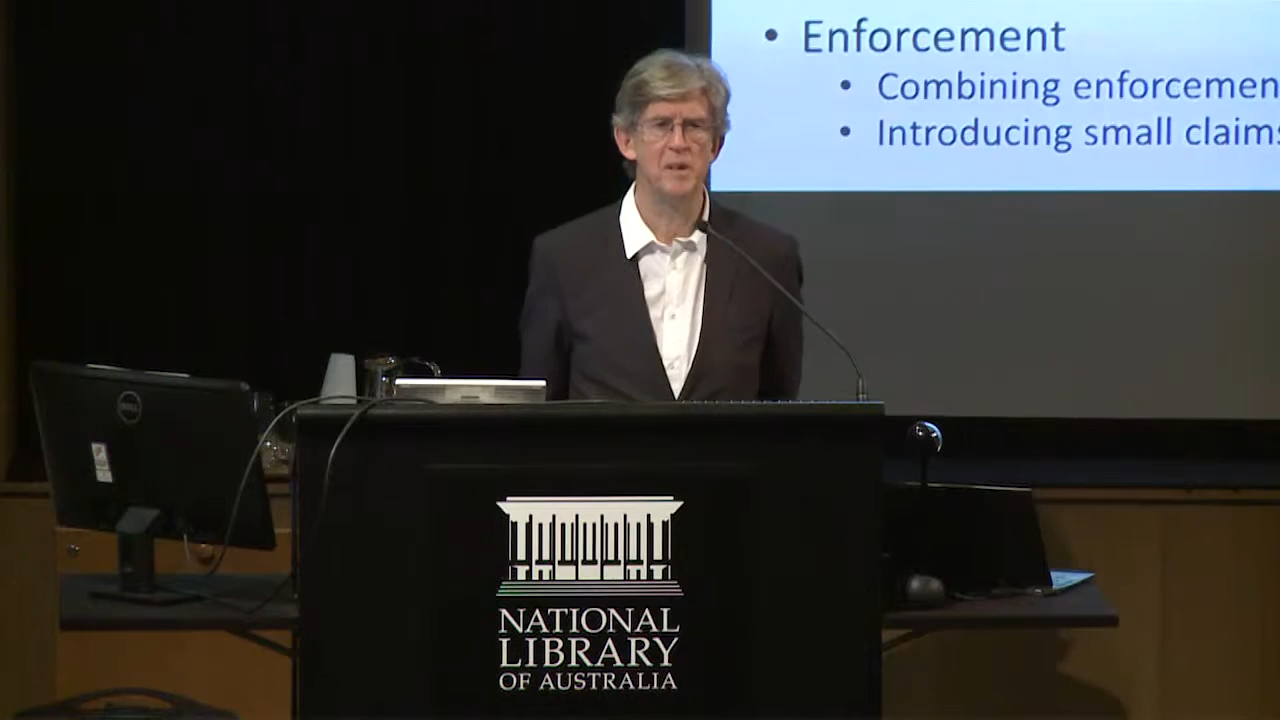 • Enforcement
• Combining enforcemen
• Introducing small claims
DELL
NATIONAL
LIBRARY
OF AUSTRALIA